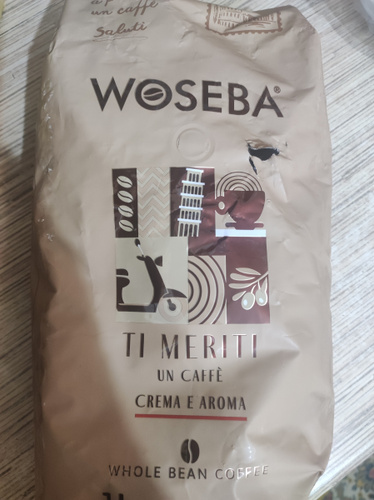 un caffè
Saluti
WOSEBA®
TI MERITI
UN CAFFÈ
CREMA E AROMA
WHOLE BEAN COFFEE